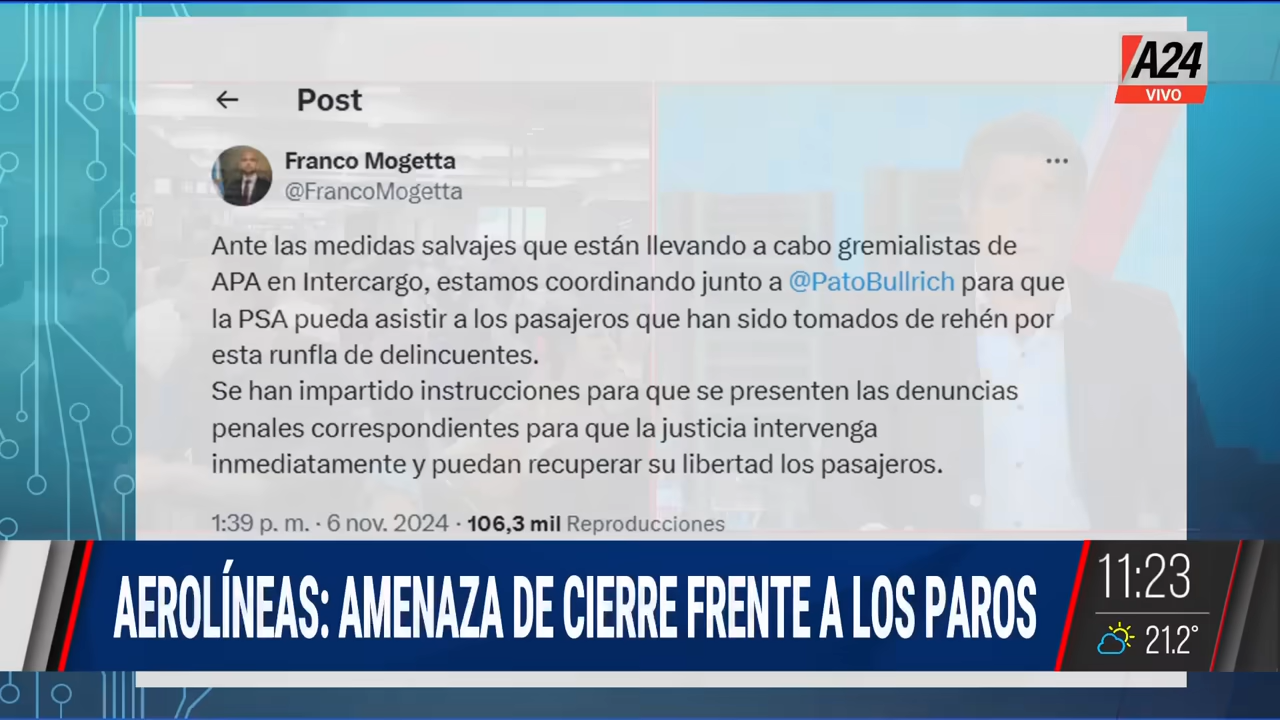 A24
VIVO
Post
Franco Mogetta
@FrancoMogetta
Ante las medidas salvajes que están llevando a cabo gremialistas de
APA en Intercargo, estamos coordinando junto a @PatoBullrich para que
la PSA pueda asistir a los pasajeros que han sido tomados de rehén por
esta runfla de delincuentes.
Se han impartido instrucciones para que se presenten las denuncias
penales correspondientes para que la justicia intervenga
inmediatamente y puedan recuperar su libertad los pasajeros.
1:39 p. m. · 6 nov. 2024 · 106,3 mil Reproducciones
AEROLÍNEAS: AMENAZA DE CIERRE FRENTE A LOS PAROS
11:23
21.2°